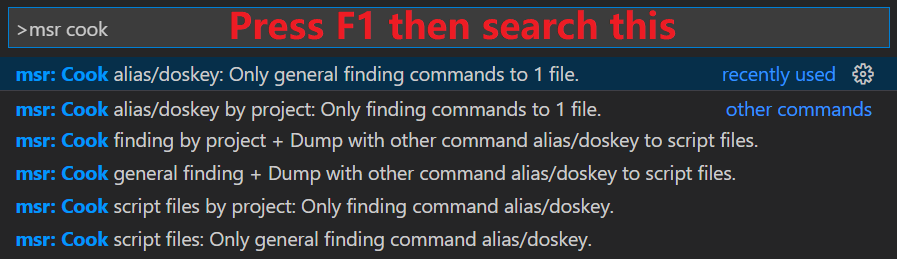 >msr cook Press F1 then search this
msr: Cook alias/doskey: Only general finding commands to 1 file. recently used
msr: Cook alias/doskey by project: Only finding commands to 1 file. other commands
msr: Cook finding by project + Dump with other command alias/doskey to script files.
msr: Cook general finding + Dump with other command alias/doskey to script files.
msr: Cook script files by project: Only finding command alias/doskey.
msr: Cook script files: Only general finding command alias/doskey.